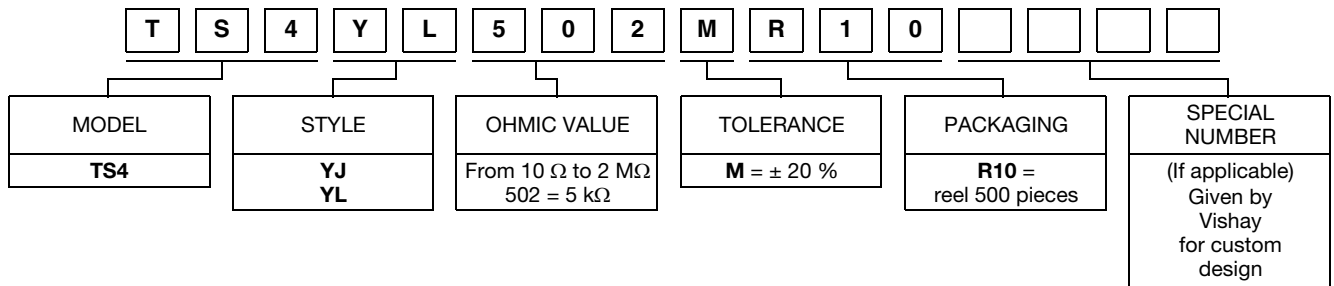 T S 4 Y L 5 0 2 M R 1 0
MODEL
TS4
STYLE
YJ
YL
OHMIC VALUE
From 10 Ω to 2 MΩ
502 = 5 kΩ
TOLERANCE
M = ± 20 %
PACKAGING
R10 =
reel 500 pieces
SPECIAL
NUMBER
(If applicable)
Given by
Vishay
for custom
design